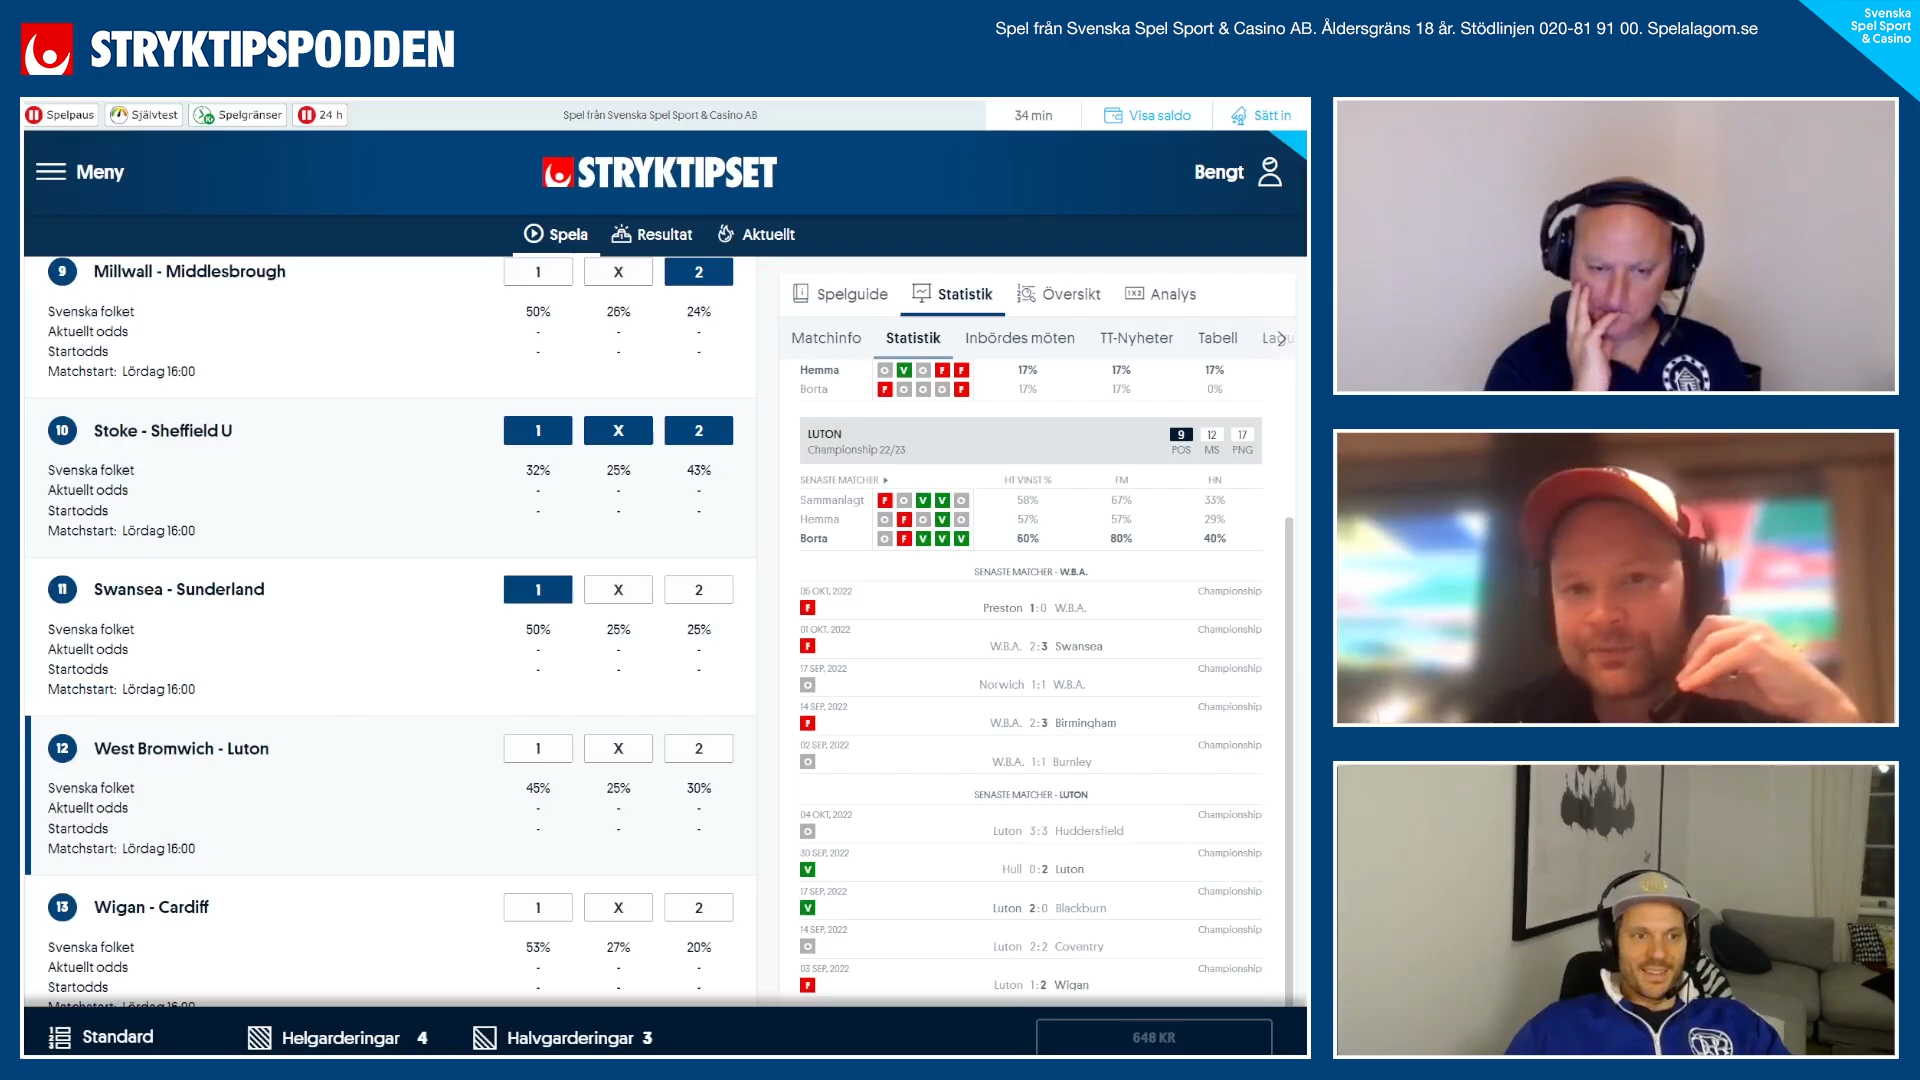 STRYKTIPSPODDEN
Spel från Svenska Spel Sport & Casino AB. Åldersgräns 18 år. Stödlinjen 020-81 91 00. Spelalagom.se
Svenska
Spel Sport
& Casino
Spelpaus
Självtest
Spelgränser
24 h
Spel från Svenska Spel Sport & Casino AB
34 min
Visa saldo
Sätt in
Meny
STRYKTIPSET
Bengt
Spela
Resultat
Aktuellt
9 Millwall - Middlesbrough 1 X 2
Svenska folket 50% 26% 24%
Aktuellt odds - - -
Startodds - - -
Matchstart: Lördag 16:00
10 Stoke - Sheffield U 1 X 2
Svenska folket 32% 25% 43%
Aktuellt odds - - -
Startodds - - -
Matchstart: Lördag 16:00
11 Swansea - Sunderland 1 X 2
Svenska folket 50% 25% 25%
Aktuellt odds - - -
Startodds - - -
Matchstart: Lördag 16:00
12 West Bromwich - Luton 1 X 2
Svenska folket 45% 25% 30%
Aktuellt odds - - -
Startodds - - -
Matchstart: Lördag 16:00
13 Wigan - Cardiff 1 X 2
Svenska folket 53% 27% 20%
Aktuellt odds - - -
Startodds - - -
Matchstart: Lördag 16:00
Spelguide Statistik Översikt Analys
Matchinfo Statistik Inbördes möten TT-Nyheter Tabell
Hemma O V O F F 17% 17% 17%
Borta F O O O F 17% 17% 0%
LUTON 9 12 17
Championship 22/23 POS MS PNG
SENASTE MATCHER HT VINST % FM HN
Sammanlagt F O V V O 58% 67% 33%
Hemma O F O V O 57% 57% 29%
Borta O F V V V 60% 80% 40%
SENASTE MATCHER - W.B.A.
05 OKT, 2022 Championship
F Preston 1:0 W.B.A.
01 OKT, 2022 Championship
F W.B.A. 2:3 Swansea
17 SEP, 2022 Championship
O Norwich 1:1 W.B.A.
14 SEP, 2022 Championship
F W.B.A. 2:3 Birmingham
02 SEP, 2022 Championship
O W.B.A. 1:1 Burnley
SENASTE MATCHER - LUTON
04 OKT, 2022 Championship
O Luton 3:3 Huddersfield
30 SEP, 2022 Championship
V Hull 0:2 Luton
17 SEP, 2022 Championship
V Luton 2:0 Blackburn
14 SEP, 2022 Championship
O Luton 2:2 Coventry
03 SEP, 2022 Championship
F Luton 1:2 Wigan
Standard
Helgarderingar 4
Halvgarderingar 3
648 KR